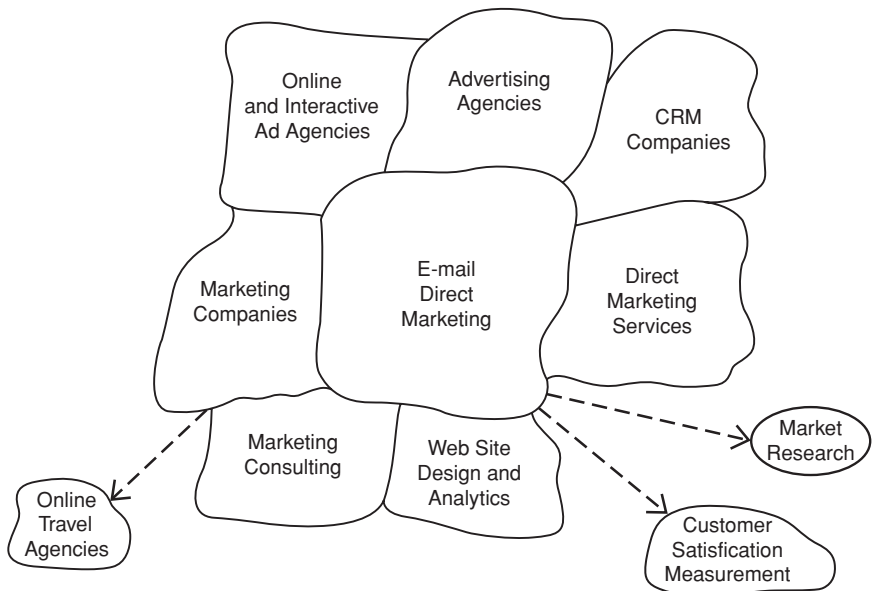 Online
and Interactive
Ad Agencies
Advertising
Agencies
CRM
Companies
Marketing
Companies
E-mail
Direct
Marketing
Direct
Marketing
Services
Marketing
Consulting
Web Site
Design and
Analytics
Market
Research
Online
Travel
Agencies
Customer
Satisfication
Measurement